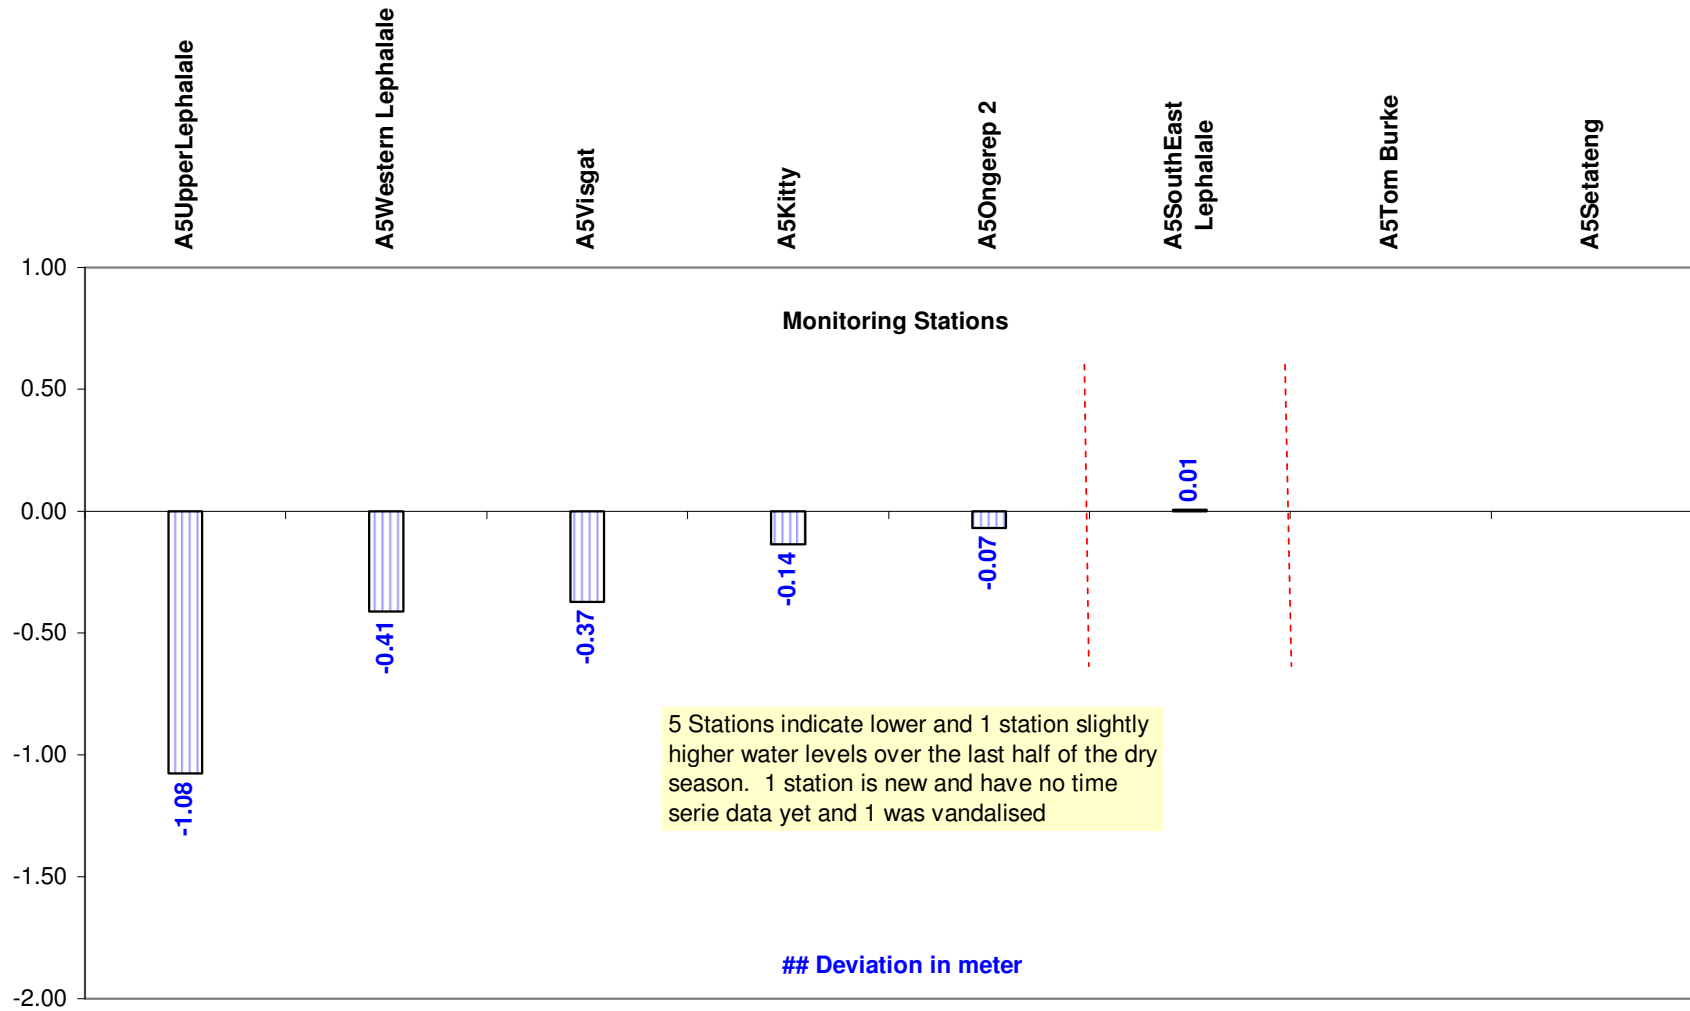 A5UpperLephalale
A5Western Lephalale
A5Visgat
A5Kitty
A5Ongerep 2
A5SouthEast
Lephalale
A5Tom Burke
A5Setateng
1.00
Monitoring Stations
0.50
0.01
0.00
-0.07
-0.14
-0.37
-0.41
-0.50
5 Stations indicate lower and 1 station slightly
higher water levels over the last half of the dry
season.  1 station is new and have no time
serie data yet and 1 was vandalised
-1.00
-1.08
-1.50
## Deviation in meter
-2.00